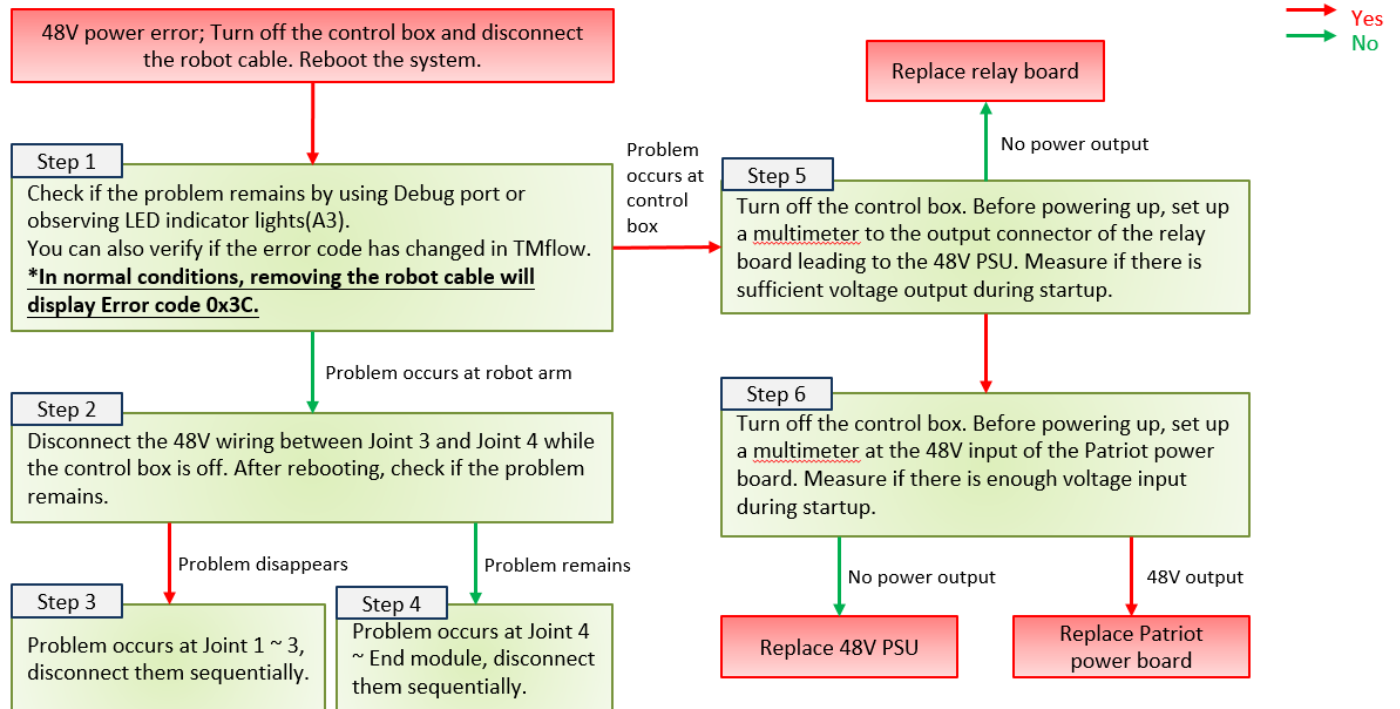 48V power error; Turn off the control box and disconnect
the robot cable. Reboot the system.
Yes
No
Replace relay board
No power output
Step 1
Check if the problem remains by using Debug port or
observing LED indicator lights(A3).
You can also verify if the error code has changed in TMflow.
*In normal conditions, removing the robot cable will
display Error code 0x3C.
Problem
occurs at
control
box
Step 5
Turn off the control box. Before powering up, set up
a multimeter to the output connector of the relay
board leading to the 48V PSU. Measure if there is
sufficient voltage output during startup.
Problem occurs at robot arm
Step 2
Disconnect the 48V wiring between Joint 3 and Joint 4 while
the control box is off. After rebooting, check if the problem
remains.
Step 6
Turn off the control box. Before powering up, set up
a multimeter at the 48V input of the Patriot power
board. Measure if there is enough voltage input
during startup.
Problem disappears
Problem remains
Step 3
Problem occurs at Joint 1 ~ 3,
disconnect them sequentially.
Step 4
Problem occurs at Joint 4
~ End module, disconnect
them sequentially.
No power output
48V output
Replace 48V PSU
Replace Patriot
power board